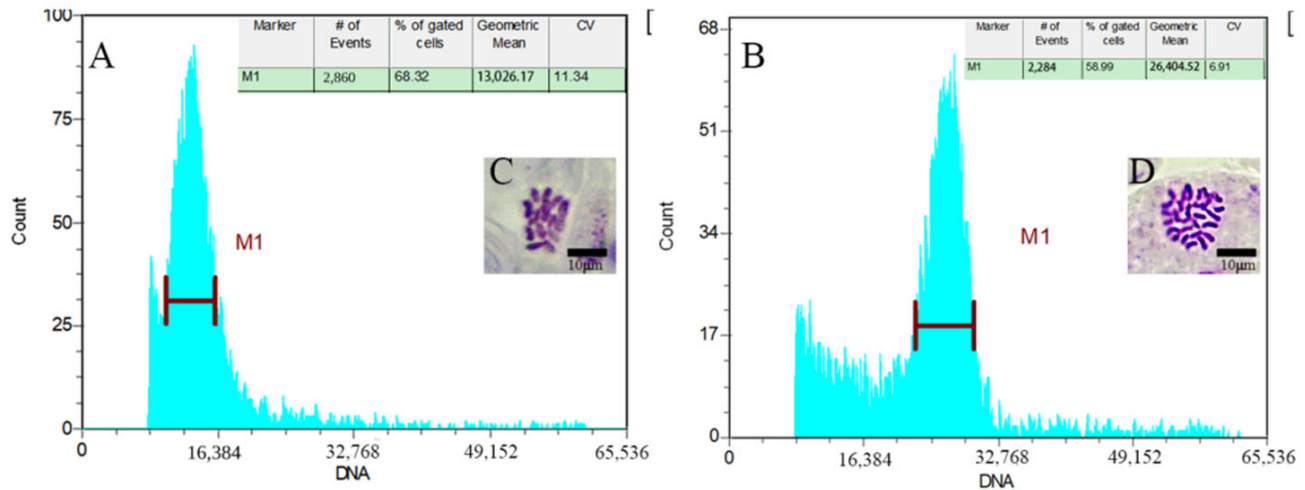 100
75
50
25
0
Count
A
Marker # of Events % of gated cells Geometric Mean CV
M1 2,860 68.32 13,026.17 11.34
[
M1
C
10μm
0 16,384 32,768 49,152 65,536
DNA
68
51
34
17
0
Count
B
Marker # of Events % of gated cells Geometric Mean CV
M1 2,284 58.99 26,404.52 6.91
[
M1
D
10μm
0 16,384 32,768 49,152 65,536
DNA